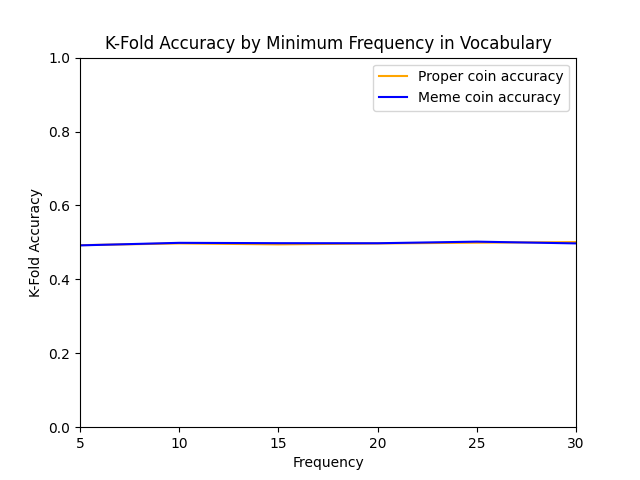 K-Fold Accuracy by Minimum Frequency in Vocabulary
Proper coin accuracy
Meme coin accuracy
K-Fold Accuracy
1.0
0.8
0.6
0.4
0.2
0.0
5 10 15 20 25 30
Frequency